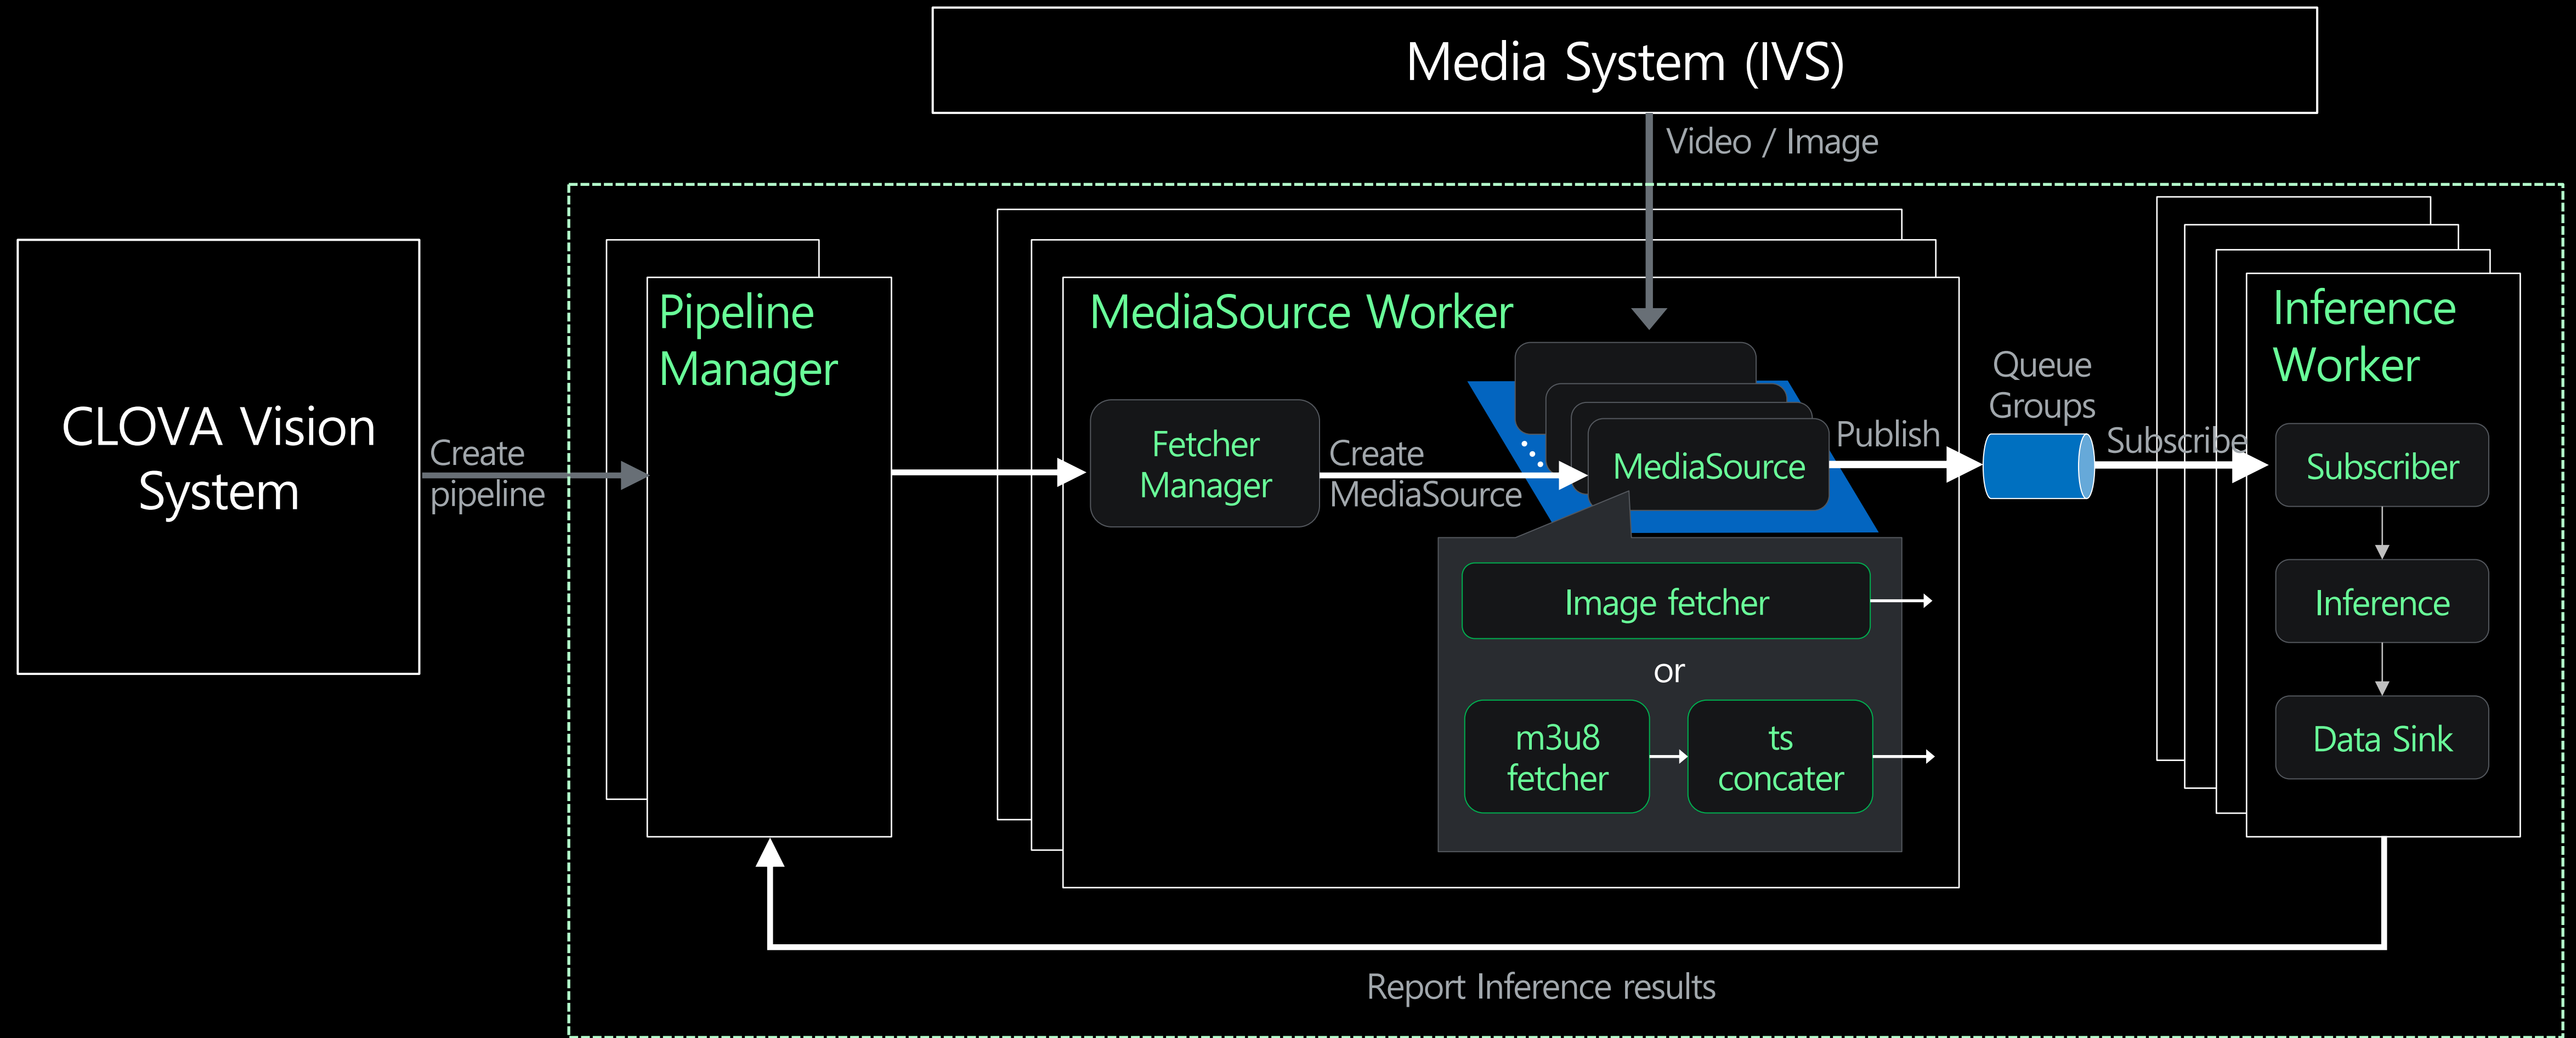 Media System (IVS)
Video / Image
CLOVA Vision
System
Create
pipeline
Pipeline
Manager
MediaSource Worker
Fetcher
Manager
Create
MediaSource
MediaSource
Publish
Queue
Groups
Subscribe
Image fetcher
or
m3u8
fetcher
ts
concater
Inference
Worker
Subscriber
Inference
Data Sink
Report Inference results